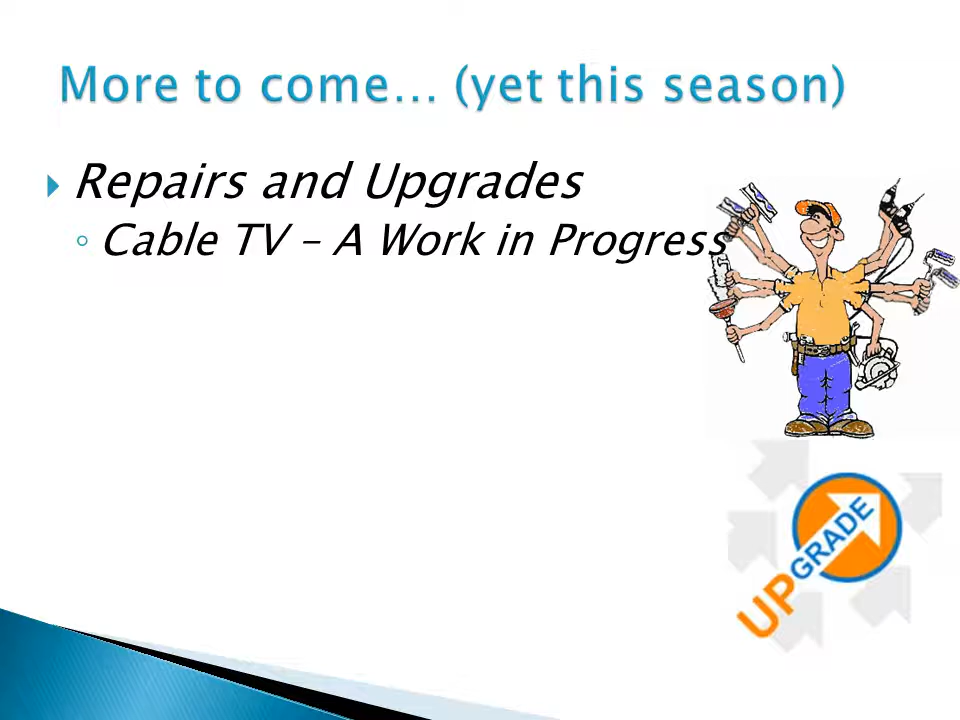 More to come… (yet this season)
Repairs and Upgrades
Cable TV – A Work in Progress
UPGRADE